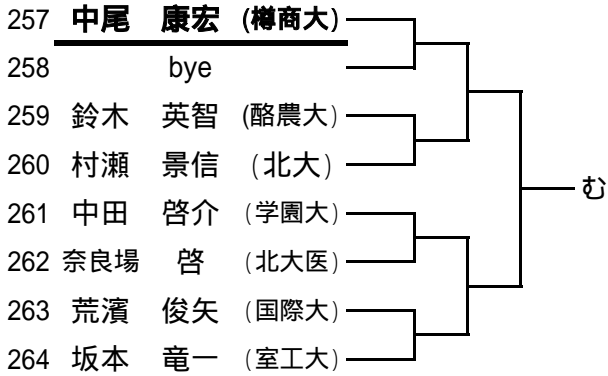 257 中尾 康宏 (樽商大)
258 bye
259 鈴木 英智 (酪農大)
260 村瀬 景信 (北大)
261 中田 啓介 (学園大)
262 奈良場 啓 (北大医)
263 荒濱 俊矢 (国際大)
264 坂本 竜一 (室工大)
む